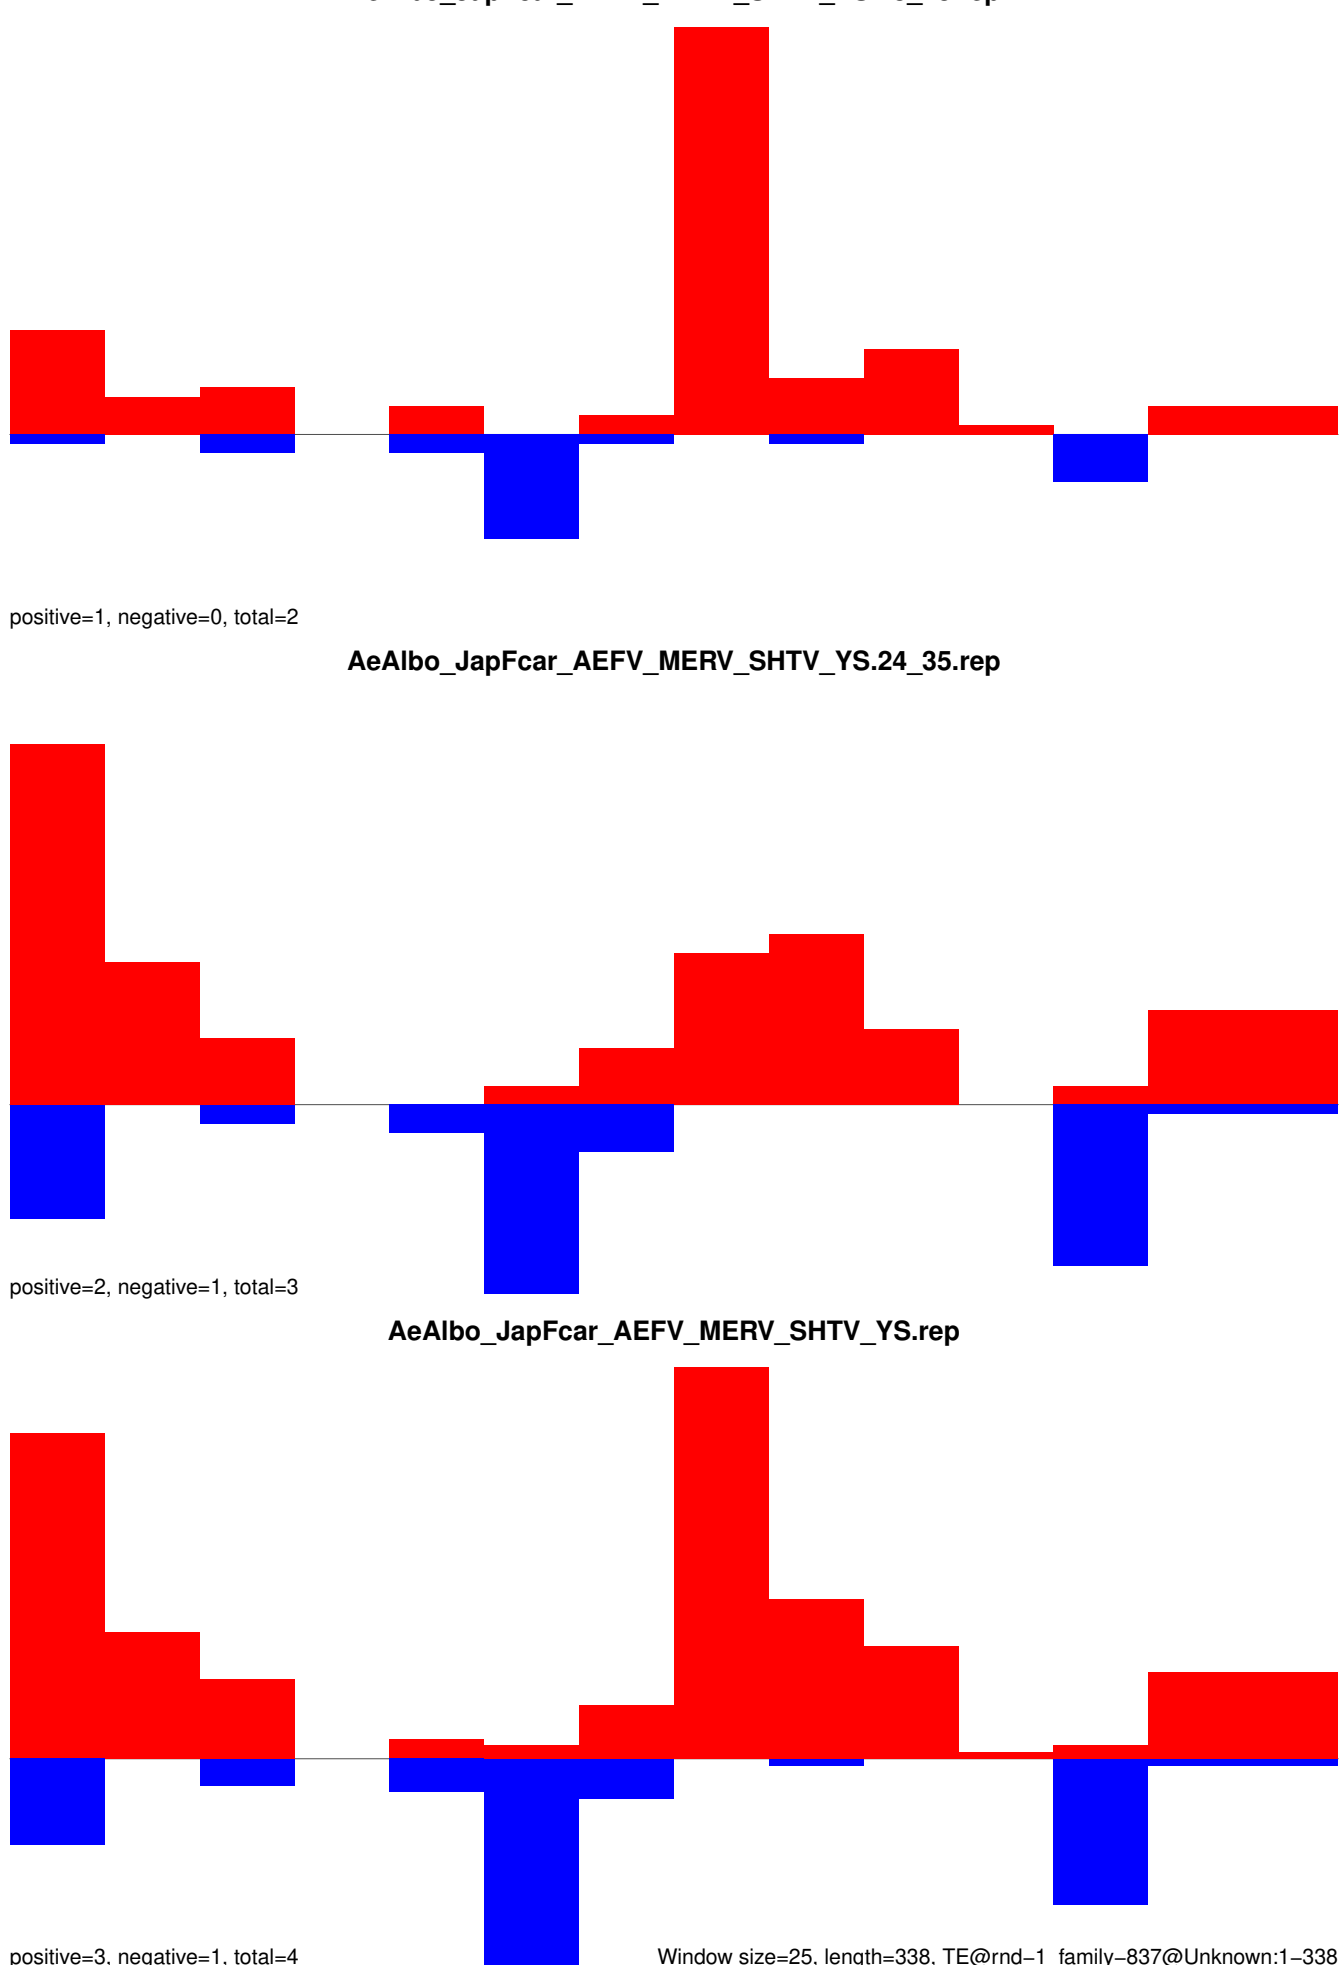 positive=1, negative=0, total=2
AeAlbo_JapFcar_AEFV_MERV_SHTV_YS.24_35.rep
positive=2, negative=1, total=3
AeAlbo_JapFcar_AEFV_MERV_SHTV_YS.rep
positive=3, negative=1, total=4
Window size=25, length=338, TE@rnd−1_family−837@Unknown:1−338